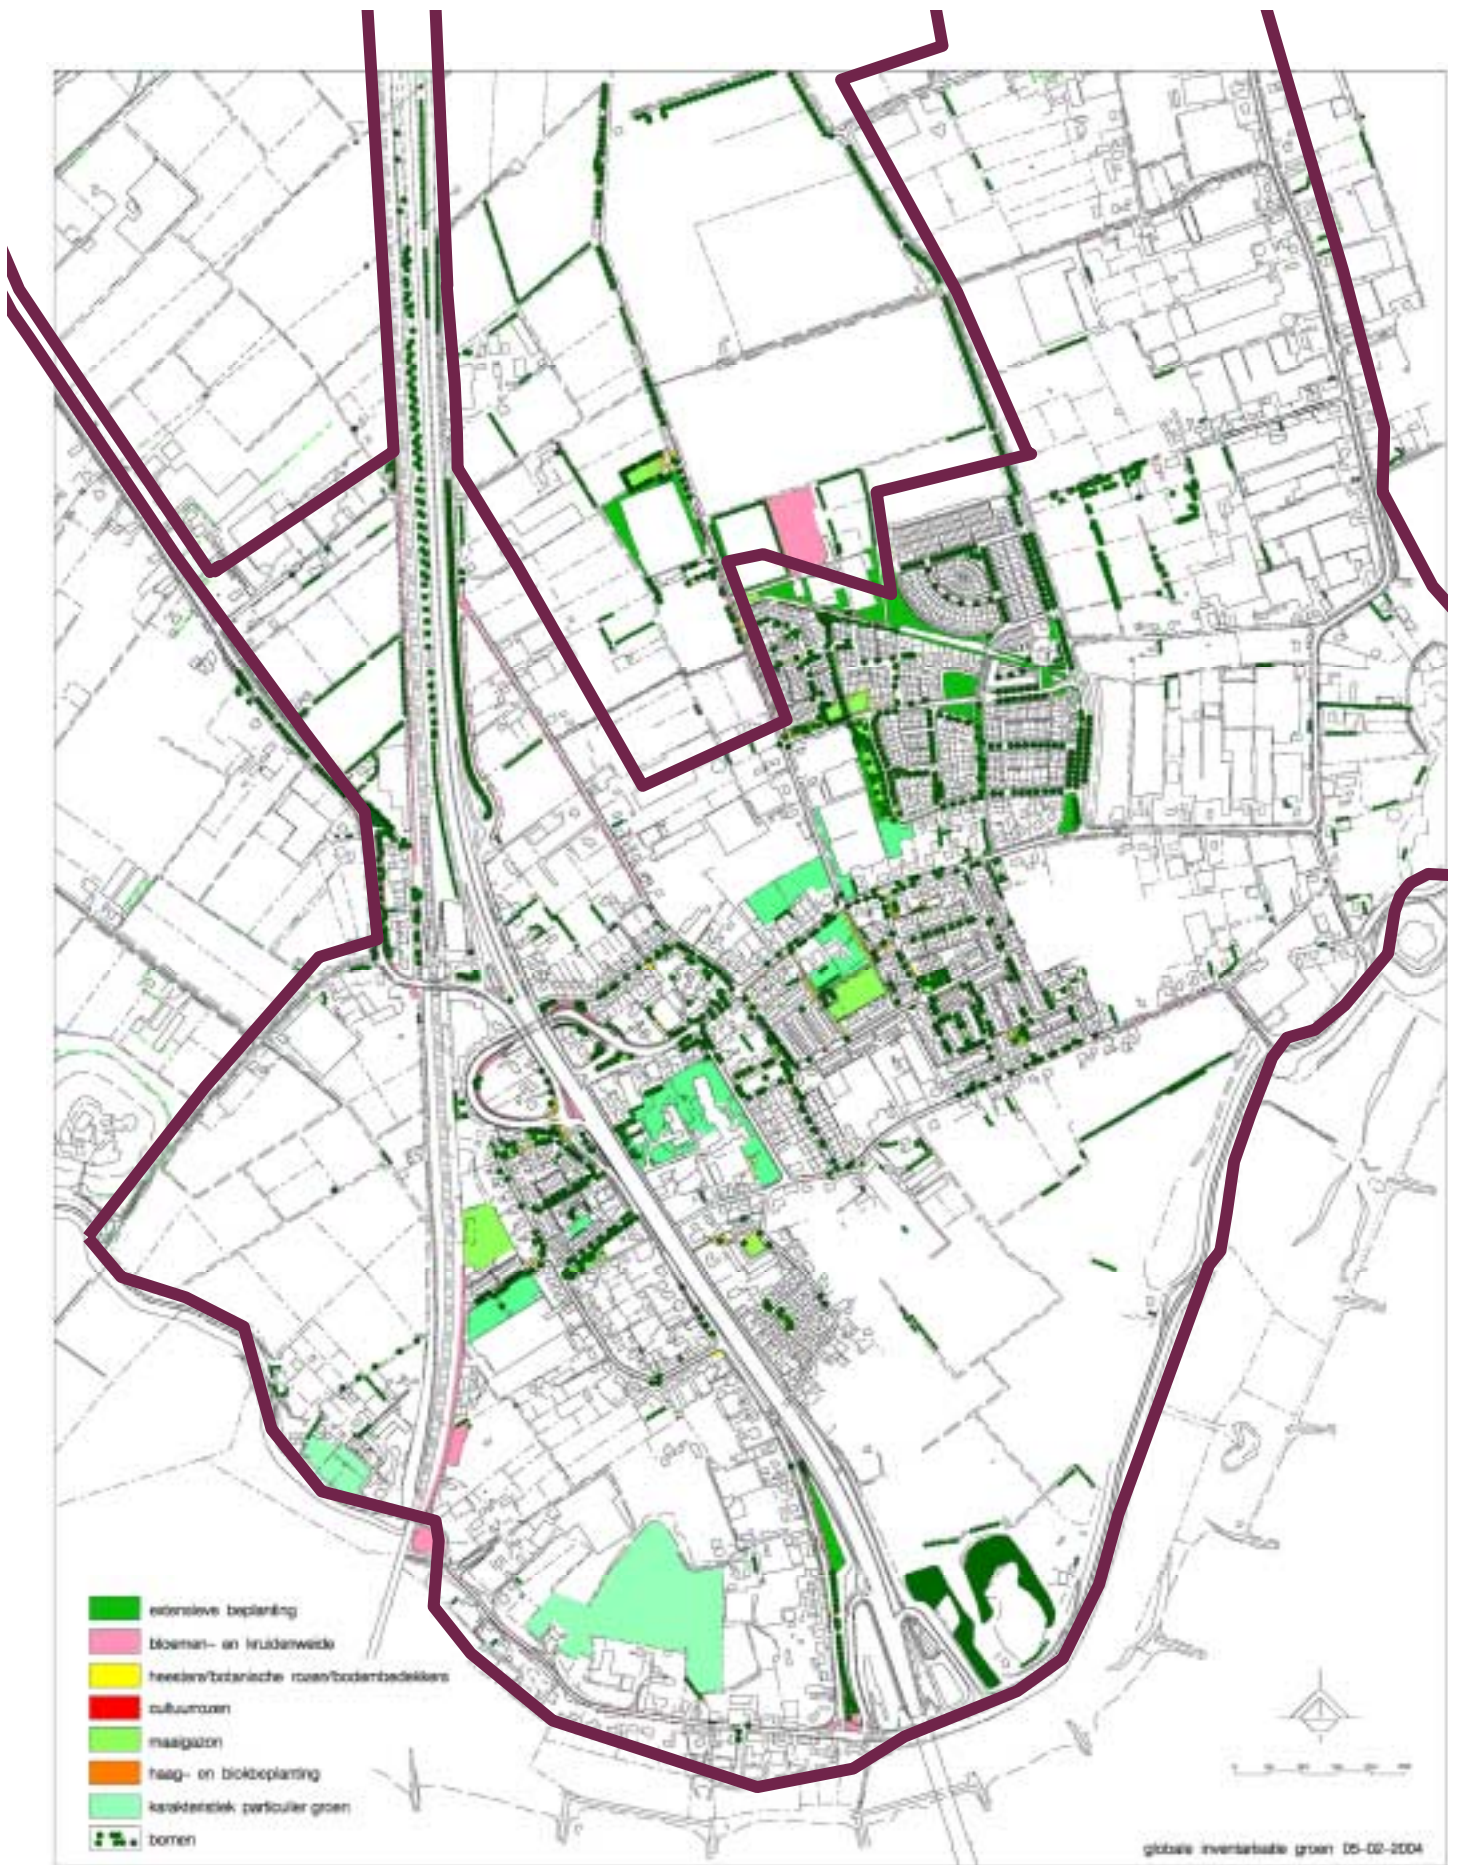 extensieve beplanting
bloemen- en kruidenweide
heesters/botanische rozen/bodembedekkers
cultuurrozen
maaigazon
haag- en blokbeplanting
karakteristiek particulier groen
bomen
globale inventarisatie groen 05-02-2004